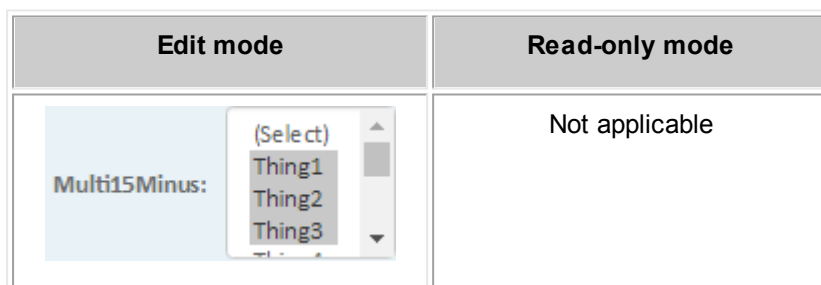 Edit mode
Read-only mode
Multi15Minus:
(Select)
Thing1
Thing2
Thing3
Not applicable